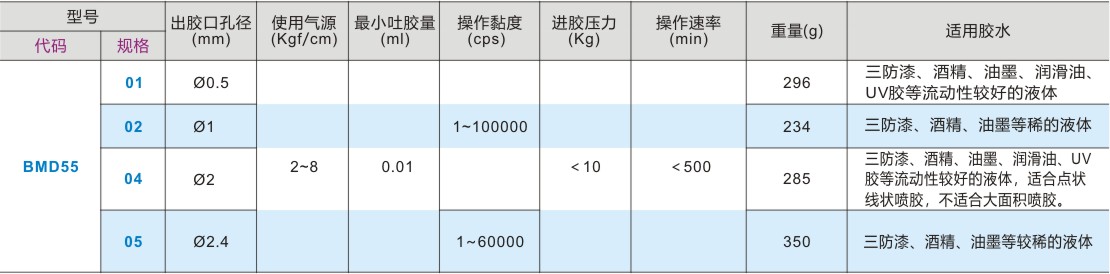 型号 出胶口孔径 使用气源 最小吐胶量 操作黏度 进胶压力 操作速率 重量(g) 适用胶水
代码 规格 (mm) (Kgf/cm) (ml) (cps) (Kg) (min)
01 Ø0.5 296 三防漆、酒精、油墨、润滑油、
UV胶等流动性较好的液体
02 Ø1 1~100000 234 三防漆、酒精、油墨等稀的液体
BMD55 04 Ø2 2~8 0.01 <10 <500 285 三防漆、酒精、油墨、润滑油、UV
胶等流动性较好的液体，适合点状
线状喷胶，不适合大面积喷胶。
05 Ø2.4 1~60000 350 三防漆、酒精、油墨等较稀的液体